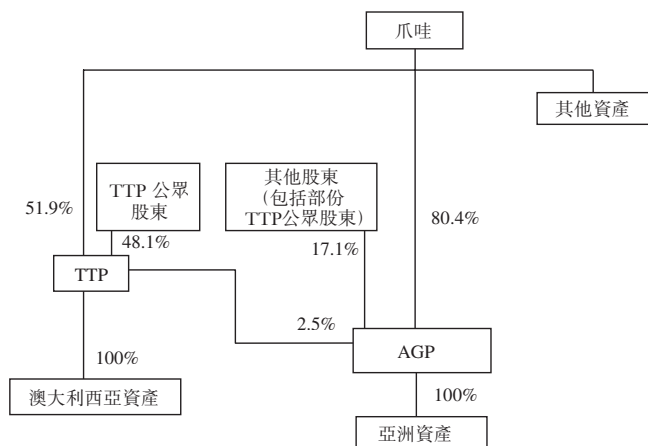 爪哇
其他資產
TTP 公眾
股東
其他股東
（包括部份
TTP公眾股東）
51.9%
80.4%
48.1%
17.1%
TTP
2.5%
AGP
100%
100%
澳大利西亞資產
亞洲資產